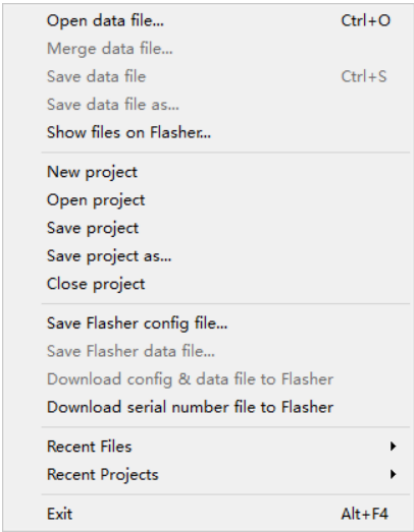 Open data file... Ctrl+O
Merge data file...
Save data file Ctrl+S
Save data file as...
Show files on Flasher...
New project
Open project
Save project
Save project as...
Close project
Save Flasher config file...
Save Flasher data file...
Download config & data file to Flasher
Download serial number file to Flasher
Recent Files
Recent Projects
Exit Alt+F4